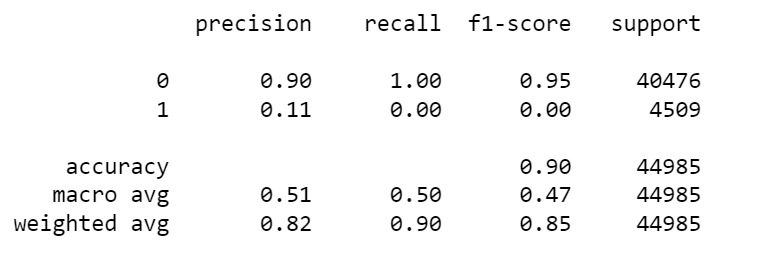 precision recall f1-score support
0 0.90 1.00 0.95 40476
1 0.11 0.00 0.00 4509
accuracy 0.90 44985
macro avg 0.51 0.50 0.47 44985
weighted avg 0.82 0.90 0.85 44985